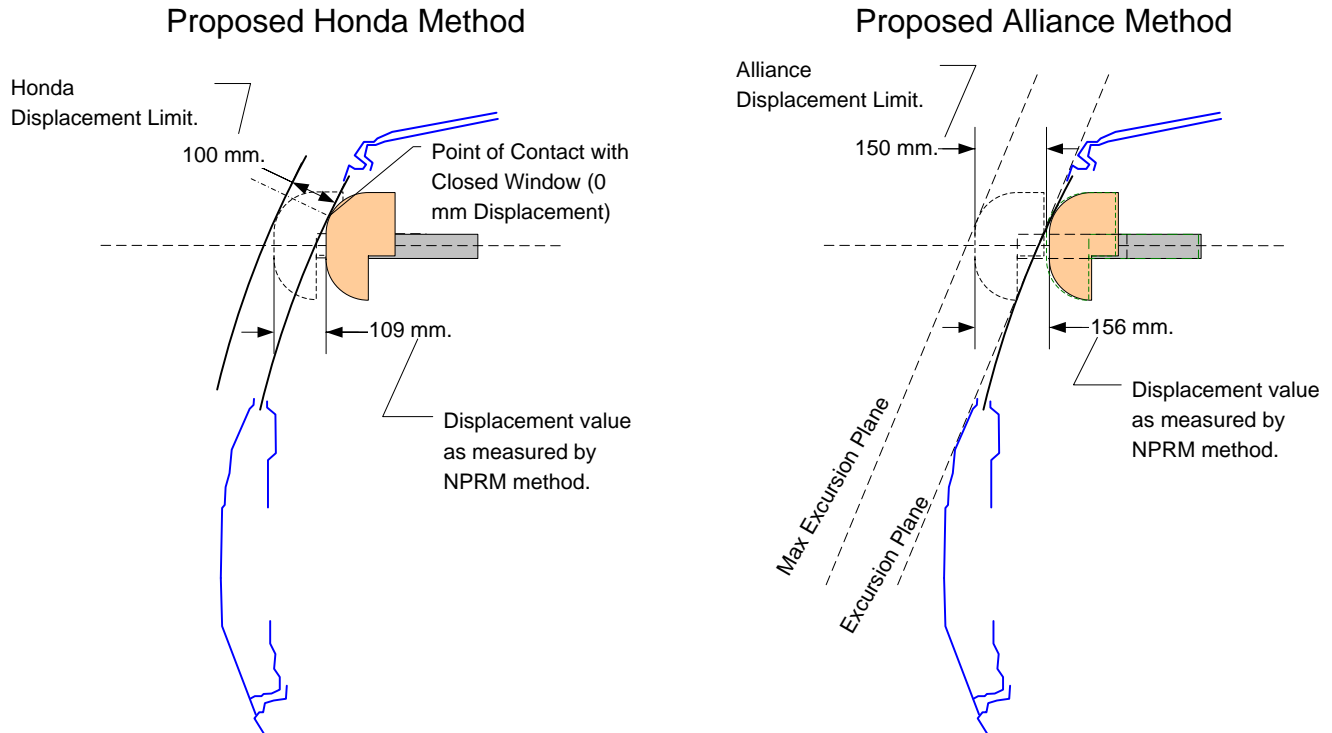 Proposed Honda Method
Honda
Displacement Limit.
100 mm.
Point of Contact with
Closed Window (0
mm Displacement)
109 mm.
Displacement value
as measured by
NPRM method.
Proposed Alliance Method
Alliance
Displacement Limit.
150 mm.
156 mm.
Displacement value
as measured by
NPRM method.
Max Excursion Plane
Excursion Plane